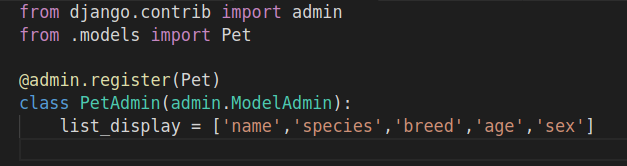 from django.contrib import admin
from .models import Pet

@admin.register(Pet)
class PetAdmin(admin.ModelAdmin):
    list_display = ['name','species','breed','age','sex']